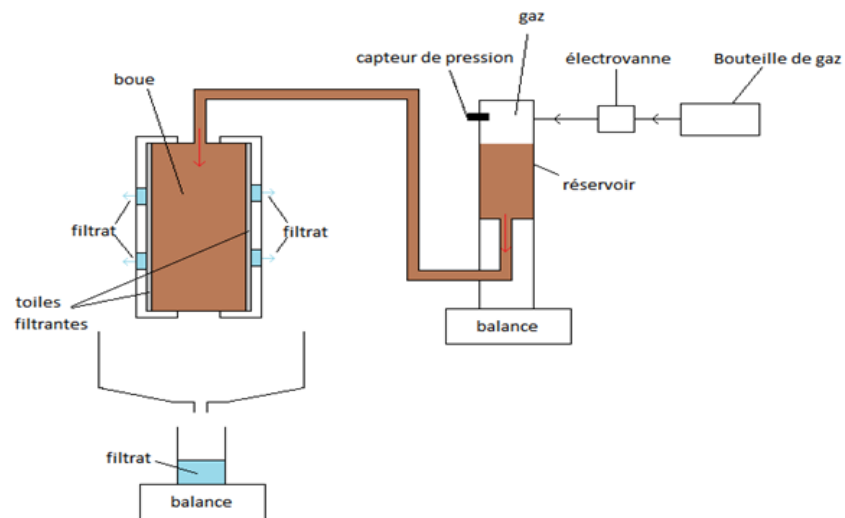 gaz
capteur de pression
électrovanne
Bouteille de gaz
boue
réservoir
filtrat
filtrat
toiles
filtrantes
balance
filtrat
balance